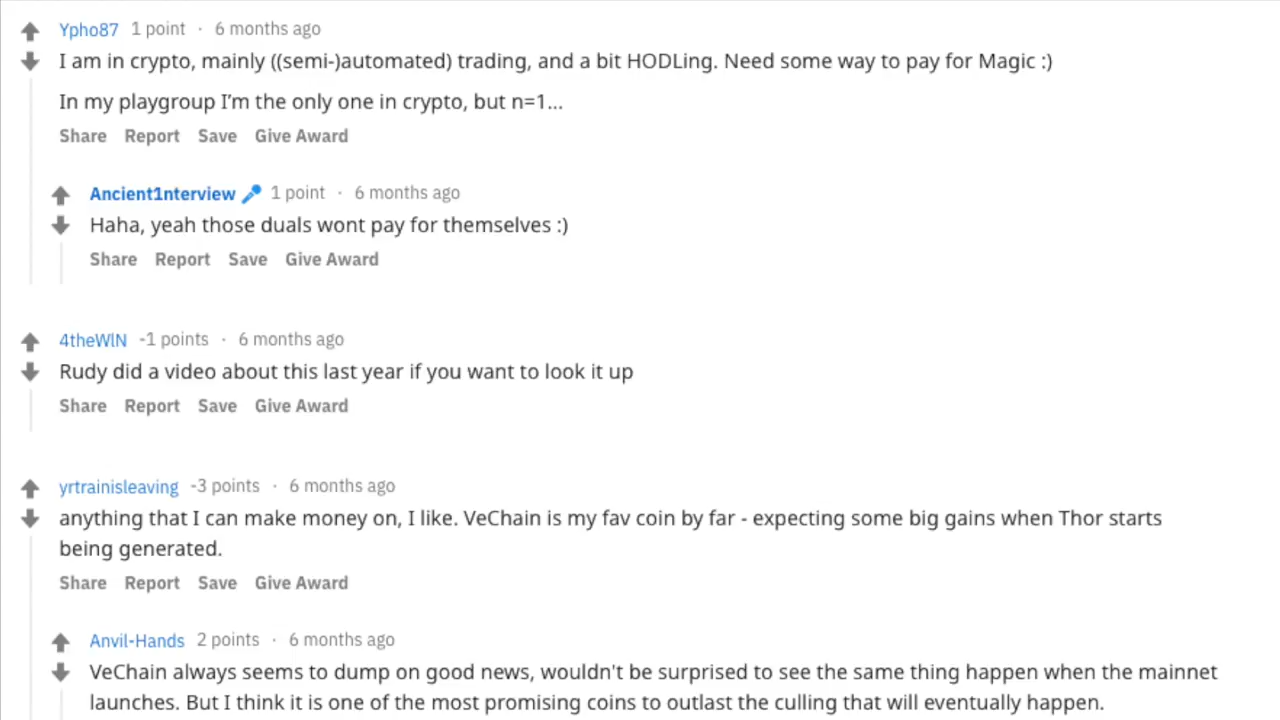 Ypho87 1 point · 6 months ago
I am in crypto, mainly ((semi-)automated) trading, and a bit HODLing. Need some way to pay for Magic :)
In my playgroup I'm the only one in crypto, but n=1...
Share Report Save Give Award
Ancient1nterview 1 point · 6 months ago
Haha, yeah those duals wont pay for themselves :)
Share Report Save Give Award
4theWlN -1 points · 6 months ago
Rudy did a video about this last year if you want to look it up
Share Report Save Give Award
yrtrainisleaving -3 points · 6 months ago
anything that I can make money on, I like. VeChain is my fav coin by far - expecting some big gains when Thor starts
being generated.
Share Report Save Give Award
Anvil-Hands 2 points · 6 months ago
VeChain always seems to dump on good news, wouldn't be surprised to see the same thing happen when the mainnet
launches. But I think it is one of the most promising coins to outlast the culling that will eventually happen.